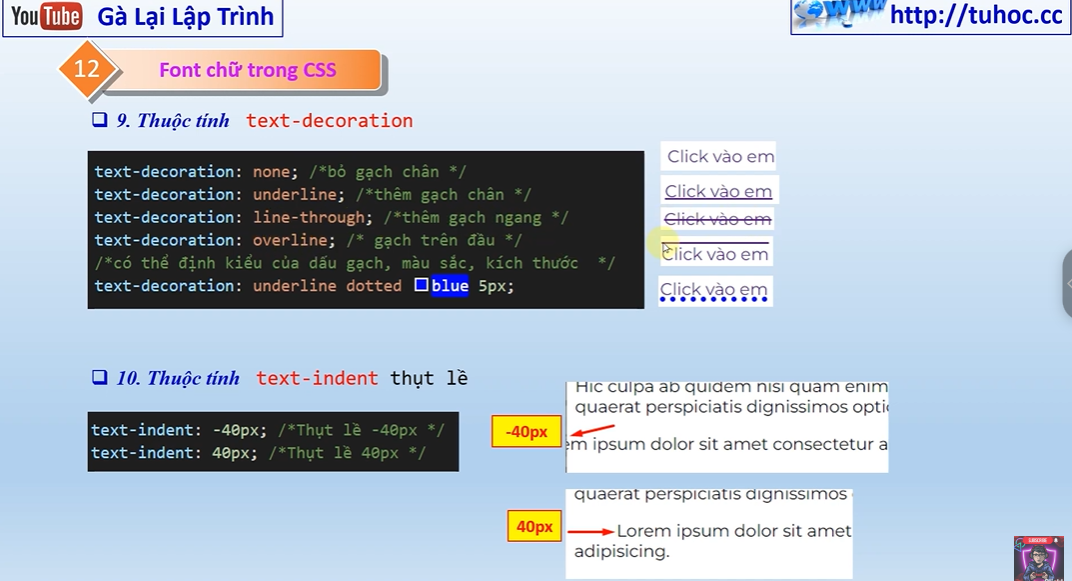 YouTube Gà Lại Lập Trình
www http://tuhoc.cc
12 Font chữ trong CSS
9. Thuộc tính text-decoration
text-decoration: none; /*bỏ gạch chân */
text-decoration: underline; /*thêm gạch chân */
text-decoration: line-through; /*thêm gạch ngang */
text-decoration: overline; /* gạch trên đầu */
/*có thể định kiểu của dấu gạch, màu sắc, kích thước */
text-decoration: underline dotted blue 5px;
Click vào em
Click vào em
Click vào em
Click vào em
Click vào em
10. Thuộc tính text-indent thụt lề
text-indent: -40px; /*Thụt lề -40px */
text-indent: 40px; /*Thụt lề 40px */
-40px
Hic culpa ab quidem nisi quam enim
quaerat perspiciatis dignissimos optio
em ipsum dolor sit amet consectetur a
40px
quaerat perspiciatis dignissimos
Lorem ipsum dolor sit amet
adipisicing.
SUBSCRIBE